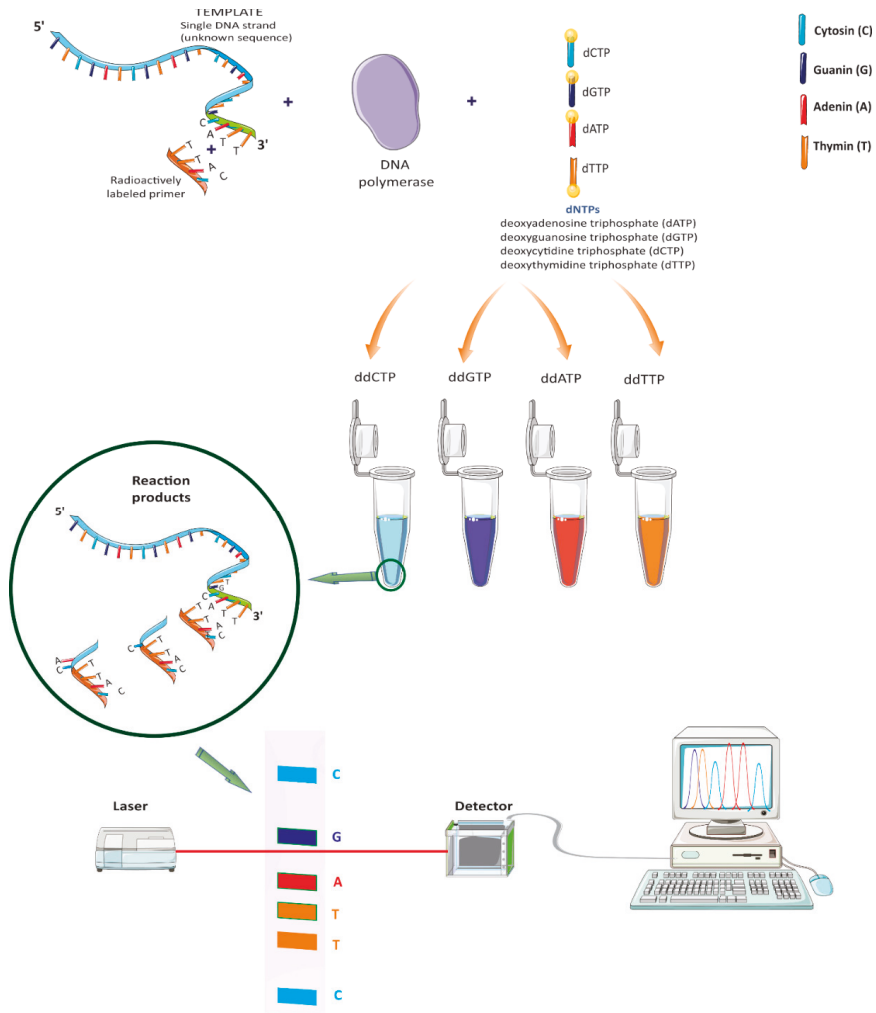 TEMPLATE
5'
Single DNA strand
(unknown sequence)
Cytosin (C)
dCTP
Guanin (G)
dGTP
+
+
Adenin (A)
dATP
C
A
T
T
3'
T
+
T
A
C
Thymin (T)
dTTP
DNA
polymerase
Radioactively
labeled primer
dNTPs
deoxyadenosine triphosphate (dATP)
deoxyguanosine triphosphate (dGTP)
deoxycytidine triphosphate (dCTP)
deoxythymidine triphosphate (dTTP)
ddCTP
ddGTP
ddATP
ddTTP
Reaction
products
5'
T
G
C
A
T
T
3'
T
T
A
C
C
T
T
A
C
A
C
T
T
A
C
C
Laser
Detector
G
A
T
T
C